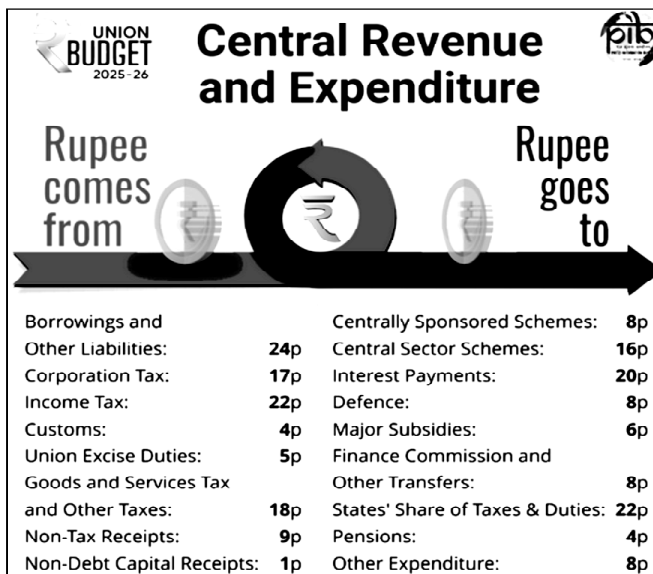 UNION
BUDGET
2025-26
Central Revenue
and Expenditure
Rupee
comes
from
Rupee
goes
to
Borrowings and
Other Liabilities: 24p
Corporation Tax: 17p
Income Tax: 22p
Customs: 4p
Union Excise Duties: 5p
Goods and Services Tax
and Other Taxes: 18p
Non-Tax Receipts: 9p
Non-Debt Capital Receipts: 1p
Centrally Sponsored Schemes: 8p
Central Sector Schemes: 16p
Interest Payments: 20p
Defence: 8p
Major Subsidies: 6p
Finance Commission and
Other Transfers: 8p
States' Share of Taxes & Duties: 22p
Pensions: 4p
Other Expenditure: 8p